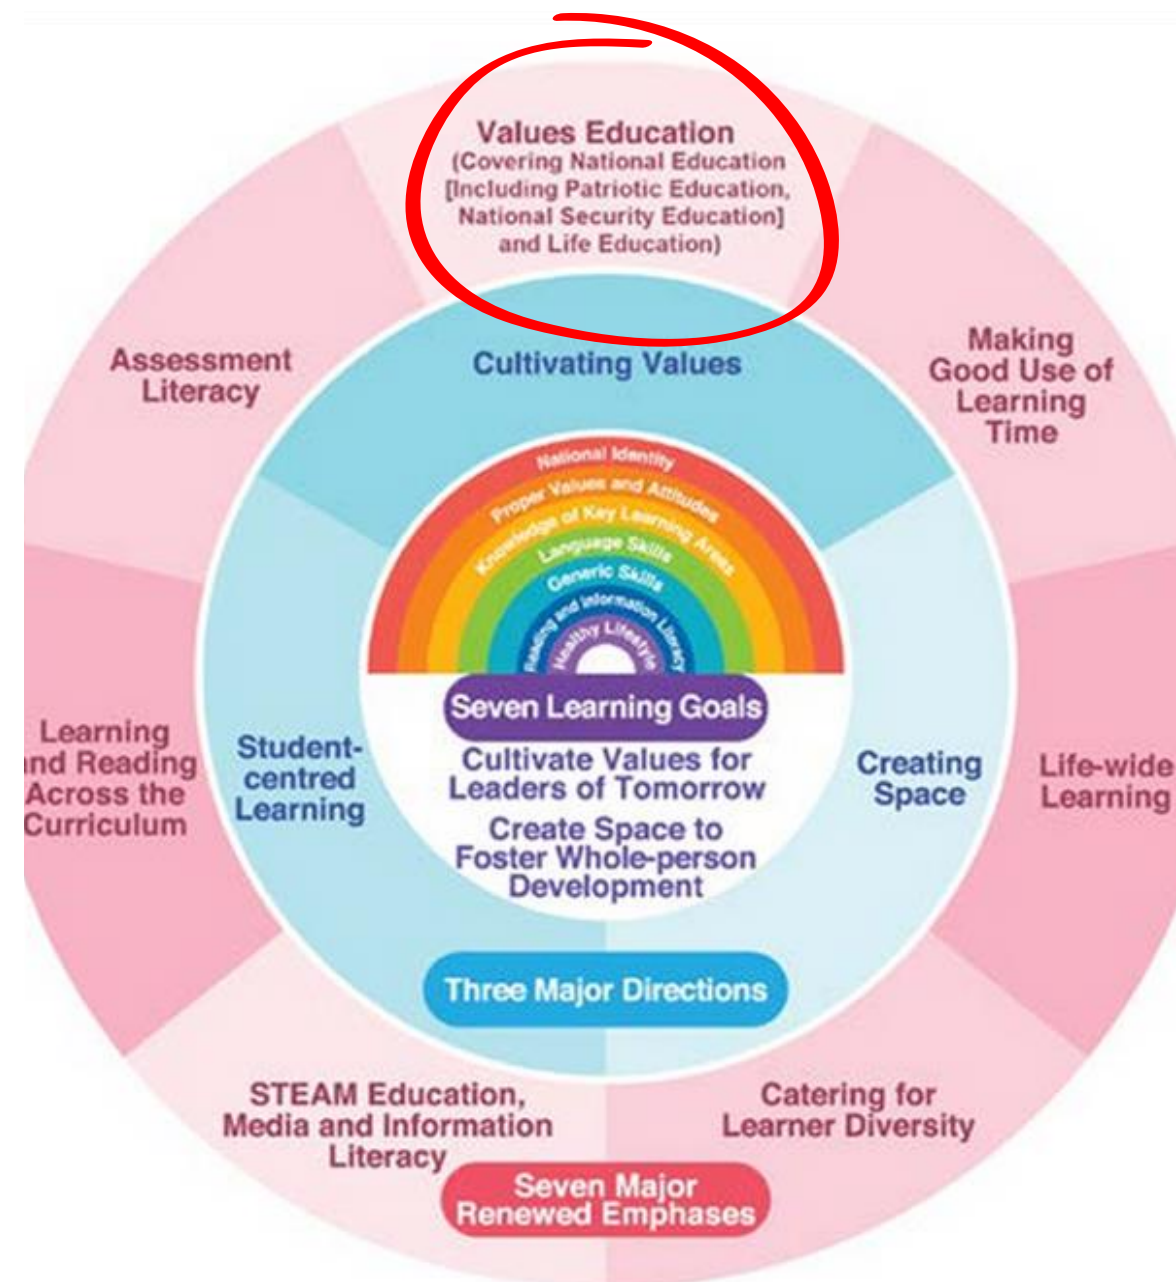 Values Education
(Covering National Education
[Including Patriotic Education,
National Security Education]
and Life Education)
Assessment
Literacy
Cultivating Values
Making
Good Use of
Learning
Time
National Identity
Proper Values and Attitudes
Knowledge of Key Learning Areas
Language Skills
Generic Skills
Reading and Information Literacy
Healthy Lifestyle
Seven Learning Goals
Cultivate Values for
Leaders of Tomorrow
Create Space to
Foster Whole-person
Development
Learning
and Reading
Across the
Curriculum
Student-
centred
Learning
Creating
Space
Life-wide
Learning
Three Major Directions
STEAM Education,
Media and Information
Literacy
Catering for
Learner Diversity
Seven Major
Renewed Emphases